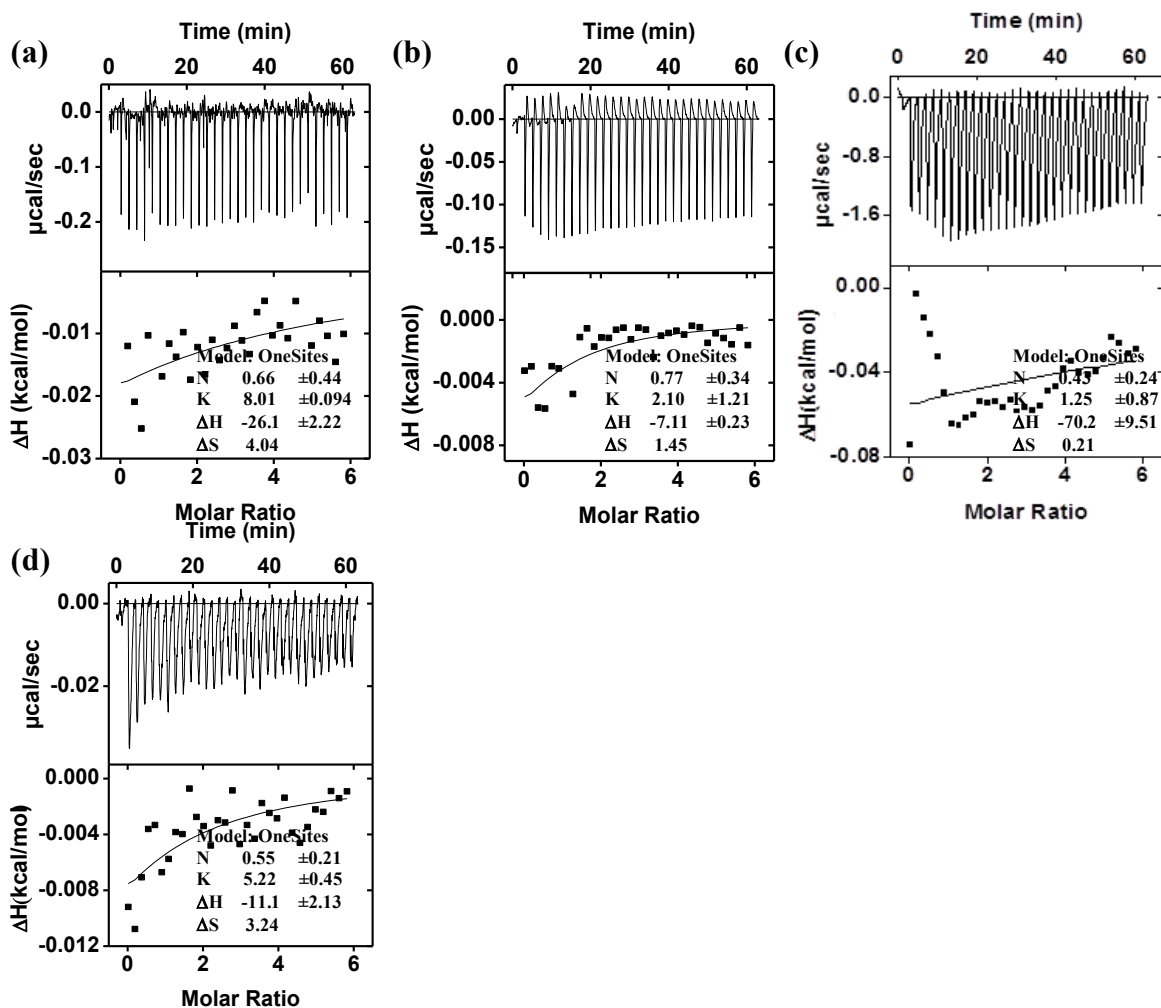 (a)
Time (min)
0 20 40 60
0.0
-0.1
-0.2
µcal/sec
-0.01
-0.02
-0.03
ΔH (kcal/mol)
Model: OneSites
N 0.66 ±0.44
K 8.01 ±0.094
ΔH -26.1 ±2.22
ΔS 4.04
0 2 4 6
Molar Ratio
(b)
Time (min)
0 20 40 60
0.00
-0.05
-0.10
-0.15
µcal/sec
0.000
-0.004
-0.008
ΔH (kcal/mol)
Model: OneSites
N 0.77 ±0.34
K 2.10 ±1.21
ΔH -7.11 ±0.23
ΔS 1.45
0 2 4 6
Molar Ratio
(c)
Time (min)
0 20 40 60
0.0
-0.8
-1.6
µcal/sec
0.00
-0.04
-0.08
ΔH(kcal/mol)
Model: OneSites
N 0.43 ±0.24
K 1.25 ±0.87
ΔH -70.2 ±9.51
ΔS 0.21
0 2 4 6
Molar Ratio
(d)
Time (min)
0 20 40 60
0.00
-0.02
µcal/sec
0.000
-0.004
-0.008
-0.012
ΔH(kcal/mol)
Model: OneSites
N 0.55 ±0.21
K 5.22 ±0.45
ΔH -11.1 ±2.13
ΔS 3.24
0 2 4 6
Molar Ratio